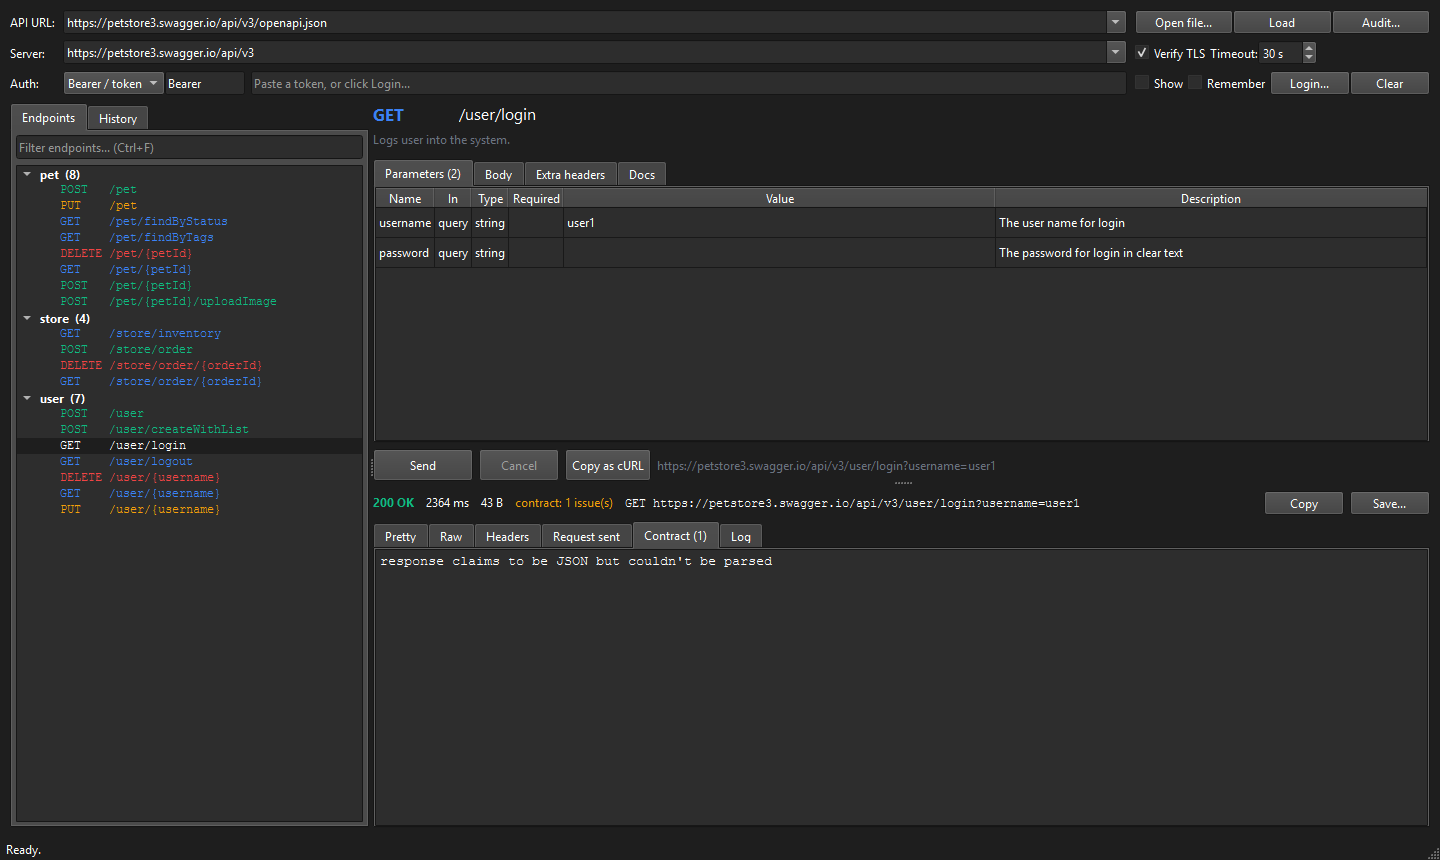 API URL: https://petstore3.swagger.io/api/v3/openapi.json Open file... Load Audit...
Server: https://petstore3.swagger.io/api/v3 Verify TLS Timeout: 30 s
Auth: Bearer / token Bearer Paste a token, or click Login... Show Remember Login... Clear
Endpoints History
Filter endpoints... (Ctrl+F)
pet (8)
POST /pet
PUT /pet
GET /pet/findByStatus
GET /pet/findByTags
DELETE /pet/{petId}
GET /pet/{petId}
POST /pet/{petId}
POST /pet/{petId}/uploadImage
store (4)
GET /store/inventory
POST /store/order
DELETE /store/order/{orderId}
GET /store/order/{orderId}
user (7)
POST /user
POST /user/createWithList
GET /user/login
GET /user/logout
DELETE /user/{username}
GET /user/{username}
PUT /user/{username}
GET /user/login
Logs user into the system.
Parameters (2) Body Extra headers Docs
Name In Type Required Value Description
username query string user1 The user name for login
password query string The password for login in clear text
Send Cancel Copy as cURL https://petstore3.swagger.io/api/v3/user/login?username=user1
200 OK 2364 ms 43 B contract: 1 issue(s) GET https://petstore3.swagger.io/api/v3/user/login?username=user1 Copy Save...
Pretty Raw Headers Request sent Contract (1) Log
response claims to be JSON but couldn't be parsed
Ready.